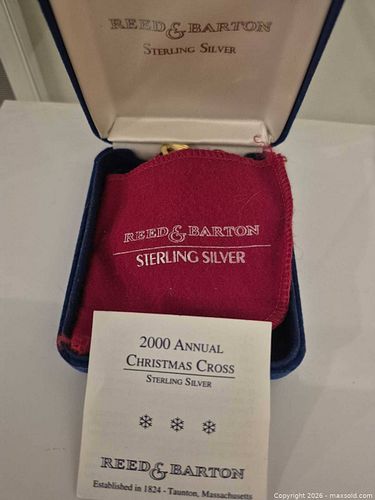 REED & BARTON
STERLING SILVER
REED & BARTON
STERLING SILVER
2000 ANNUAL
CHRISTMAS CROSS
STERLING SILVER
REED & BARTON
Established in 1824 - Taunton, Massachusetts
Copyright 2026 - maxsold.com